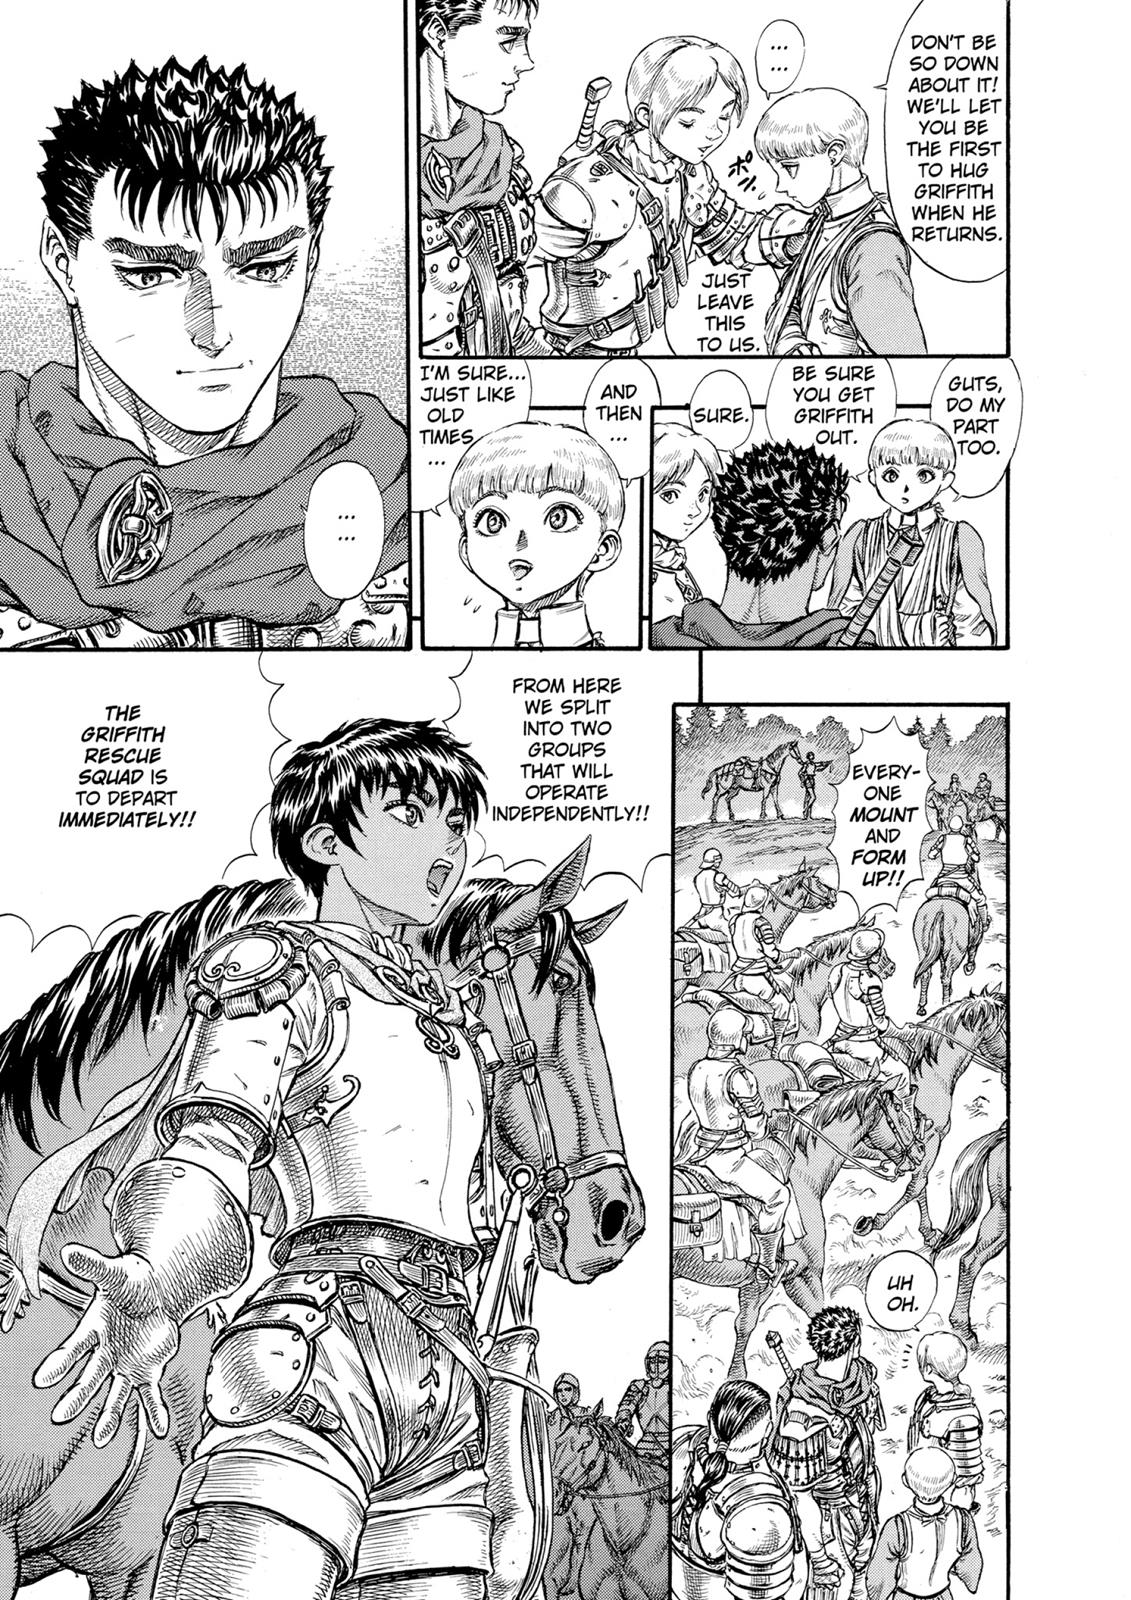 DON'T BE
SO DOWN
ABOUT IT!
WE'LL LET
YOU BE
THE FIRST
TO HUG
GRIFFITH
WHEN HE
RETURNS.
...
...
ポン
JUST
LEAVE
THIS
TO US.
GUTS,
DO MY
PART
TOO.
BE SURE
YOU GET
GRIFFITH
OUT.
SURE.
AND
THEN
...
I'M SURE...
JUST LIKE
OLD
TIMES
...
...
...
EVERY-
ONE
MOUNT
AND
FORM
UP!!
UH
OH.
FROM HERE
WE SPLIT
INTO TWO
GROUPS
THAT WILL
OPERATE
INDEPENDENTLY!!
THE
GRIFFITH
RESCUE
SQUAD IS
TO DEPART
IMMEDIATELY!!